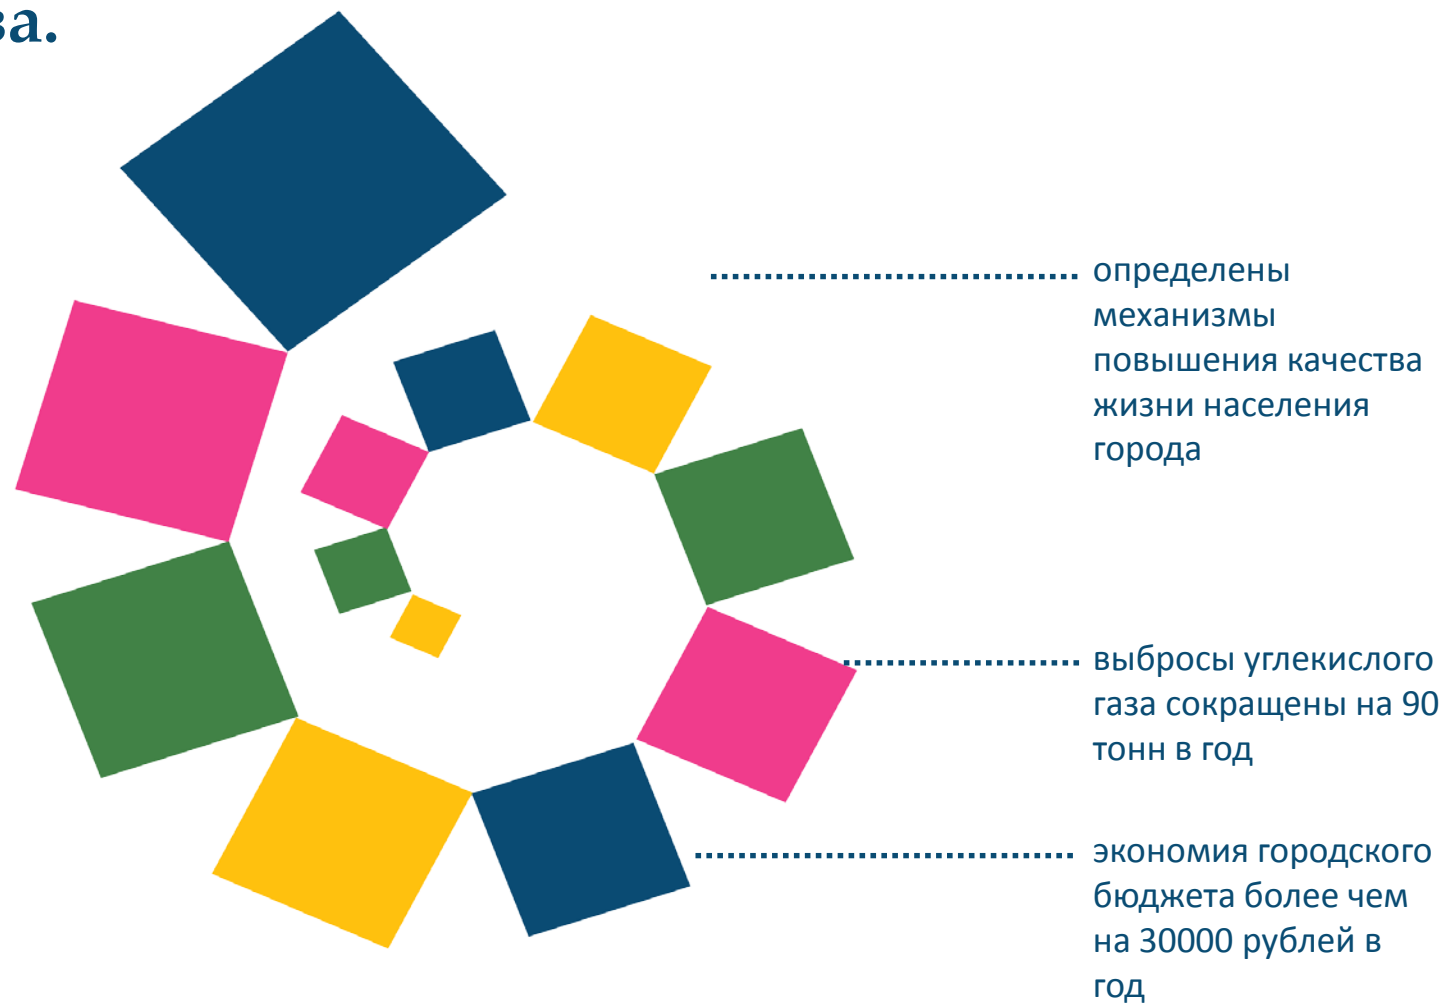 ва.
определены
механизмы
повышения качества
жизни населения
города
выбросы углекислого
газа сокращены на 90
тонн в год
экономия городского
бюджета более чем
на 30000 рублей в
год